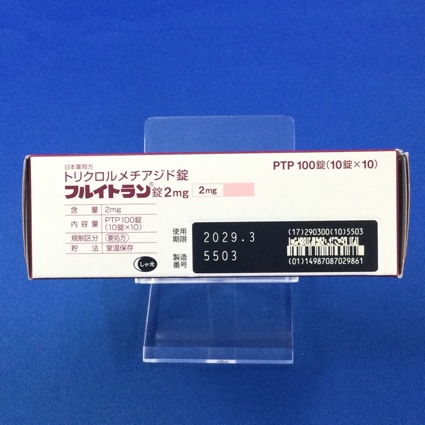 日本薬局方
トリクロルメチアジド錠
フルイトラン®錠2mg
2mg
PTP 100錠(10錠×10)
含量 2mg
内容量 PTP100錠
(10錠×10)
規制区分 要処方
貯法 室温保存
しゃ光
使用
期限
2029.3
製造
番号
5503
(17)290300(10)5503
(01)14987087029861